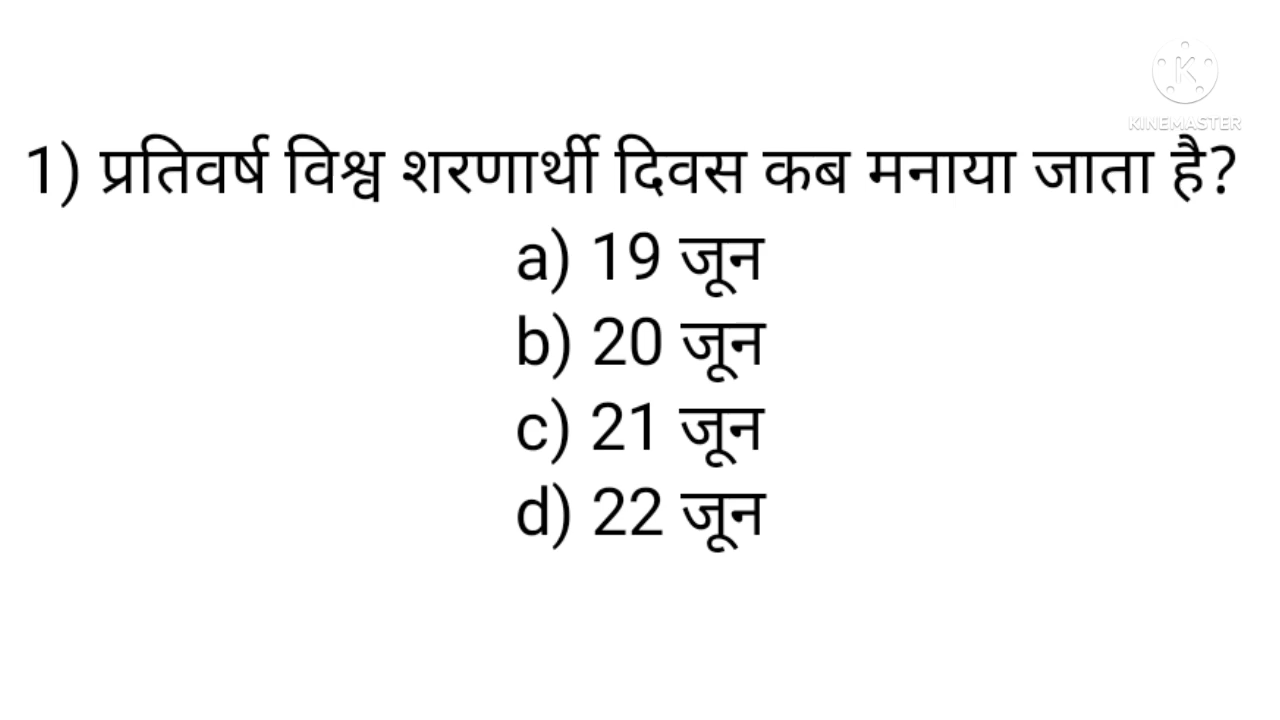 KINEMASTER
1) प्रतिवर्ष विश्व शरणार्थी दिवस कब मनाया जाता है?
a) 19 जून
b) 20 जून
c) 21 जून
d) 22 जून